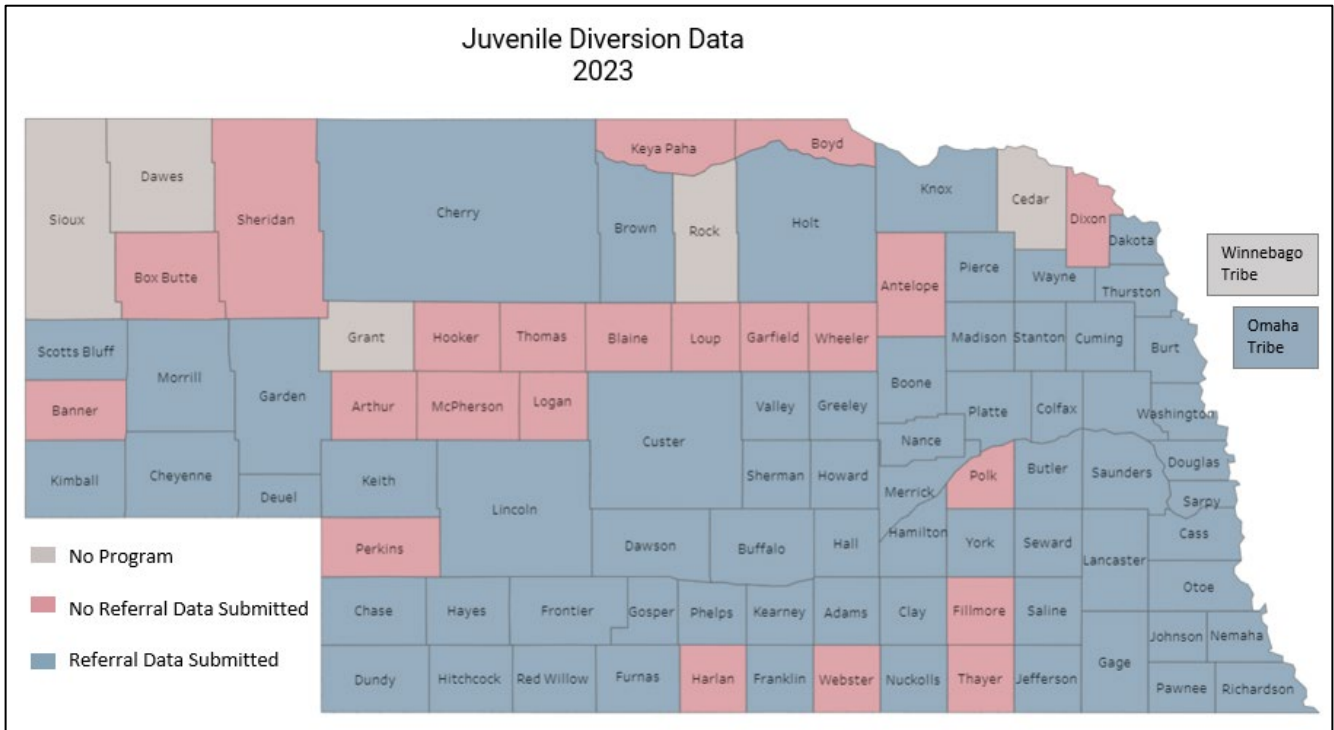 Juvenile Diversion Data
2023
Keya Paha
Boyd
Dawes
Sioux
Sheridan
Cherry
Brown
Rock
Holt
Knox
Cedar
Dixon
Dakota
Winnebago
Tribe
Box Butte
Antelope
Pierce
Wayne
Thurston
Omaha
Tribe
Scotts Bluff
Morrill
Garden
Grant
Hooker
Thomas
Blaine
Loup
Garfield
Wheeler
Madison
Stanton
Cuming
Burt
Banner
Arthur
McPherson
Logan
Custer
Valley
Greeley
Boone
Platte
Colfax
Washington
Nance
Kimball
Cheyenne
Deuel
Keith
Lincoln
Sherman
Howard
Merrick
Polk
Butler
Saunders
Douglas
Sarpy
Perkins
Dawson
Buffalo
Hall
Hamilton
York
Seward
Lancaster
Cass
Otoe
No Program
No Referral Data Submitted
Referral Data Submitted
Chase
Hayes
Frontier
Gosper
Phelps
Kearney
Adams
Clay
Fillmore
Saline
Johnson
Nemaha
Dundy
Hitchcock
Red Willow
Furnas
Harlan
Franklin
Webster
Nuckolls
Thayer
Jefferson
Gage
Pawnee
Richardson